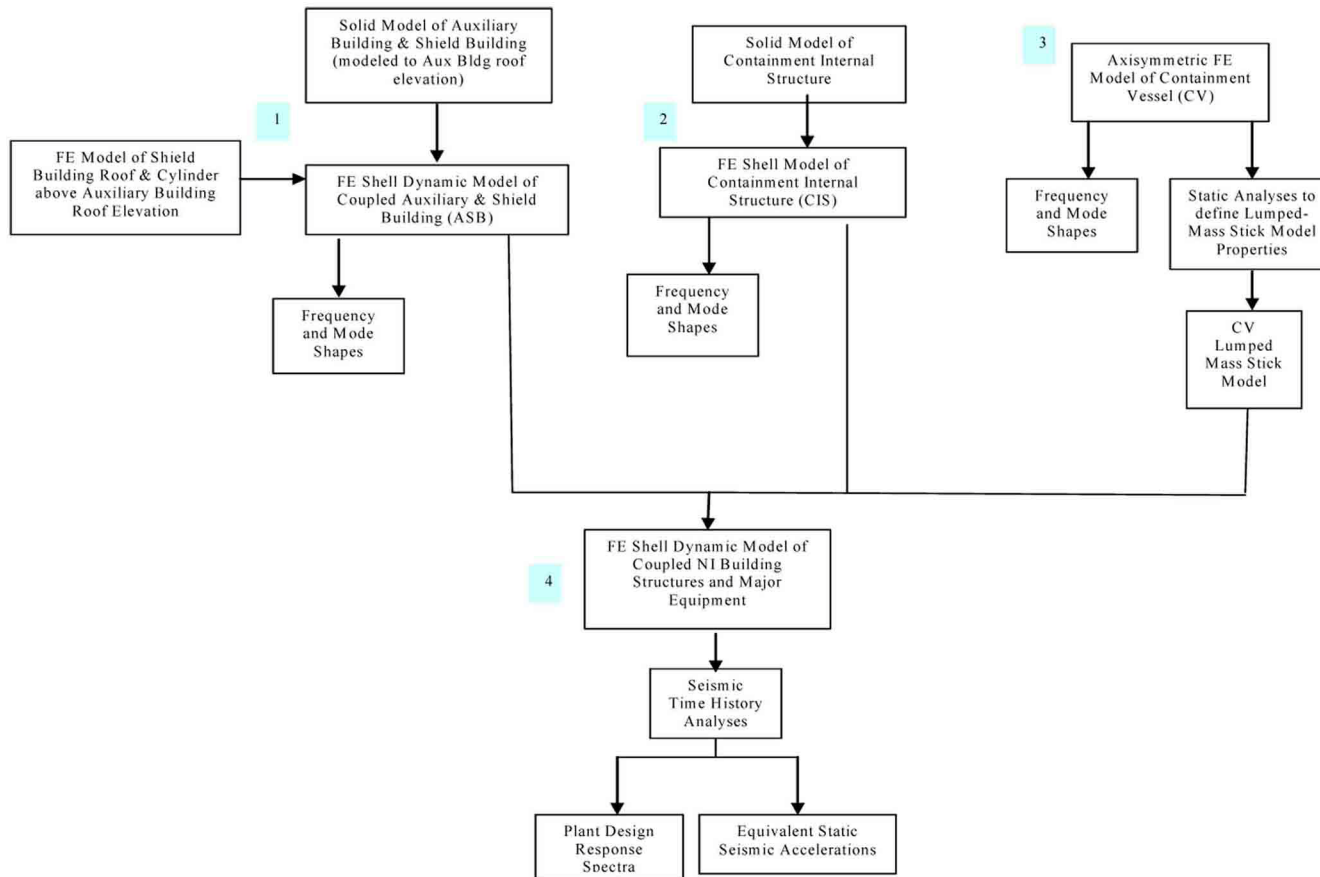 Solid Model of Auxiliary
Building & Shield Building
(modeled to Aux Bldg roof
elevation)
Solid Model of
Containment Internal
Structure
3
Axisymmetric FE
Model of Containment
Vessel (CV)
1
2
FE Model of Shield
Building Roof & Cylinder
above Auxiliary Building
Roof Elevation
FE Shell Dynamic Model of
Coupled Auxiliary & Shield
Building (ASB)
FE Shell Model of
Containment Internal
Structure (CIS)
Frequency
and Mode
Shapes
Static Analyses to
define Lumped-
Mass Stick Model
Properties
Frequency
and Mode
Shapes
Frequency
and Mode
Shapes
CV
Lumped
Mass Stick
Model
4
FE Shell Dynamic Model of
Coupled NI Building
Structures and Major
Equipment
Seismic
Time History
Analyses
Plant Design
Response
Spectra
Equivalent Static
Seismic Accelerations